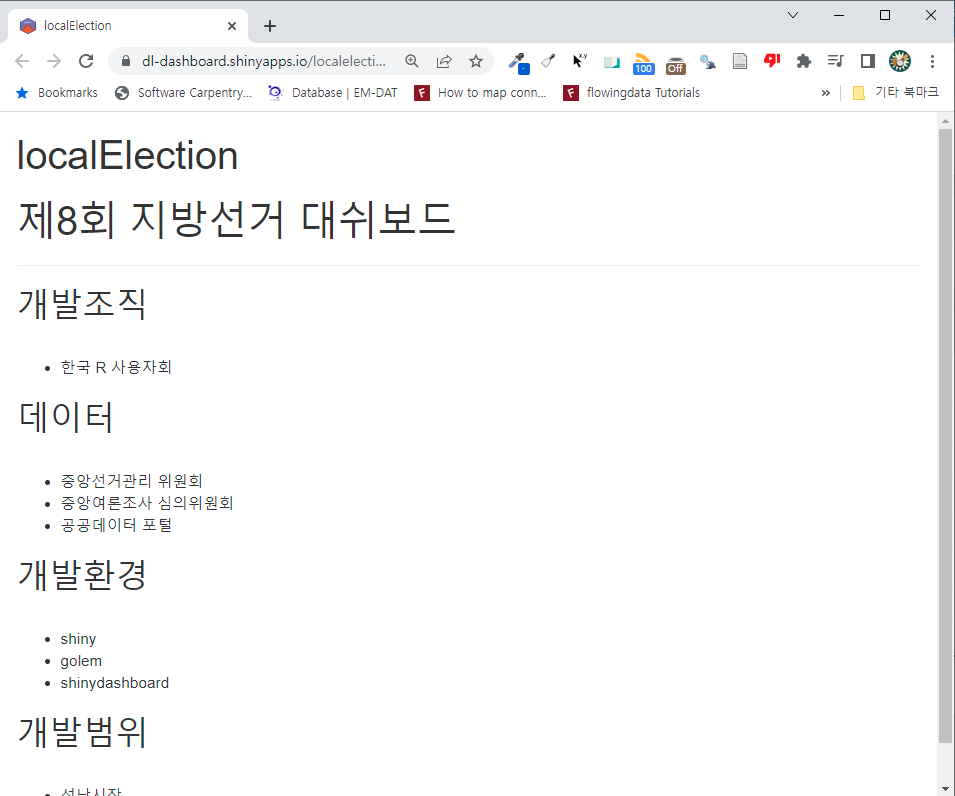 localElection
dl-dashboard.shinyapps.io/localelecti...
100
Off
Bookmarks
Software Carpentry...
Database | EM-DAT
How to map conn...
flowingdata Tutorials
»
기타 북마크
localElection
제8회 지방선거 대쉬보드
개발조직
• 한국 R 사용자회
데이터
• 중앙선거관리 위원회
• 중앙여론조사 심의위원회
• 공공데이터 포털
개발환경
• shiny
• golem
• shinydashboard
개발범위